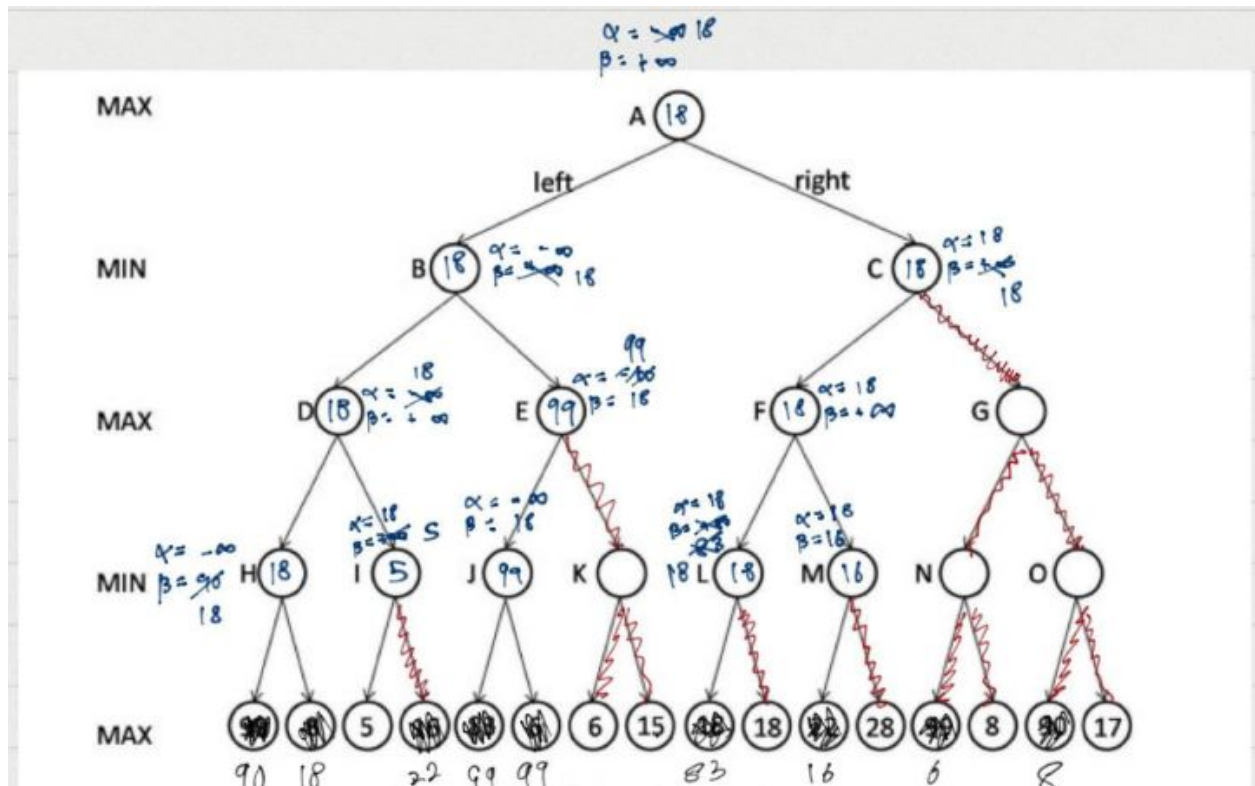 α = -∞ 18
β = +∞
MAX
A 18
left
right
MIN
B 18
α = -∞
β = +∞ 18
C 18
α = 18
β = +∞
18
MAX
D 18
18
α = -∞
β = + ∞
E 99
99
α = -∞
β = 18
F 18
α = 18
β = + ∞
G
MIN
α = -∞
β = 90
18
H 18
α = 18
β = +∞ 5
I 5
α = -∞
β = 18
J 99
K
α = 18
β = +∞
83
18 L 18
α = 18
β = 16
M 16
N
O
MAX
5 6 15 18 28 8 17
90 18 22 99 99 83 16 6 8